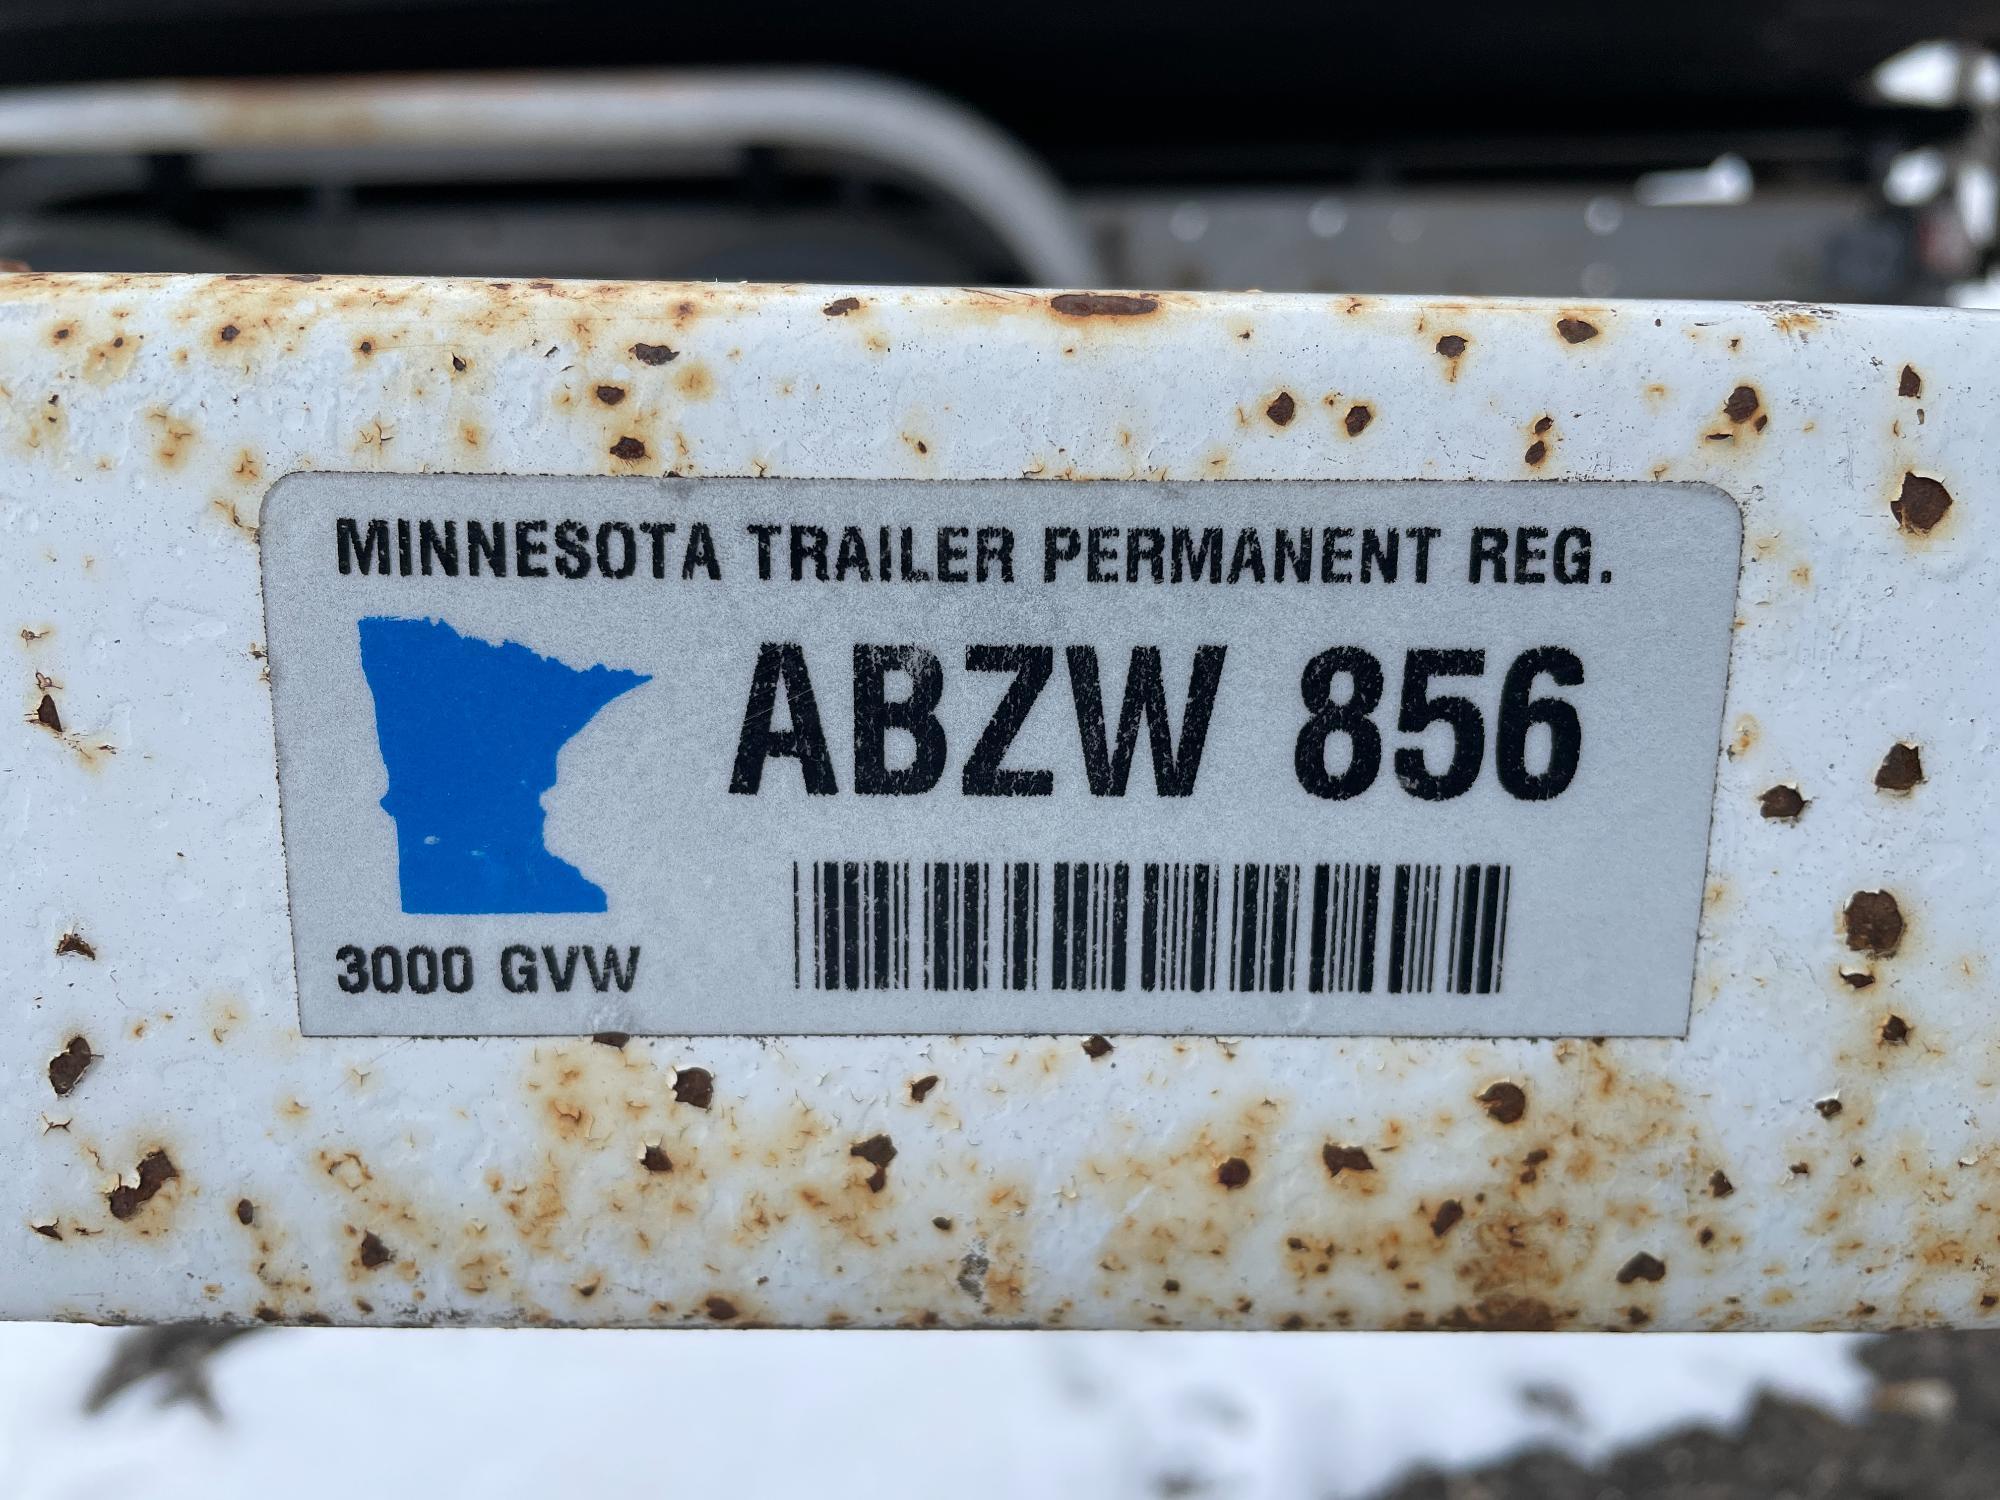 MINNESOTA TRAILER PERMANENT REG.
ABZW 856
3000 GVW